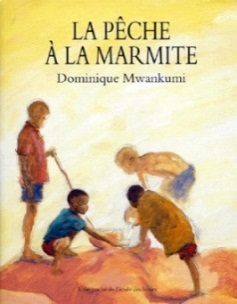 LA PÊCHE
À LA MARMITE
Dominique Mwankumi